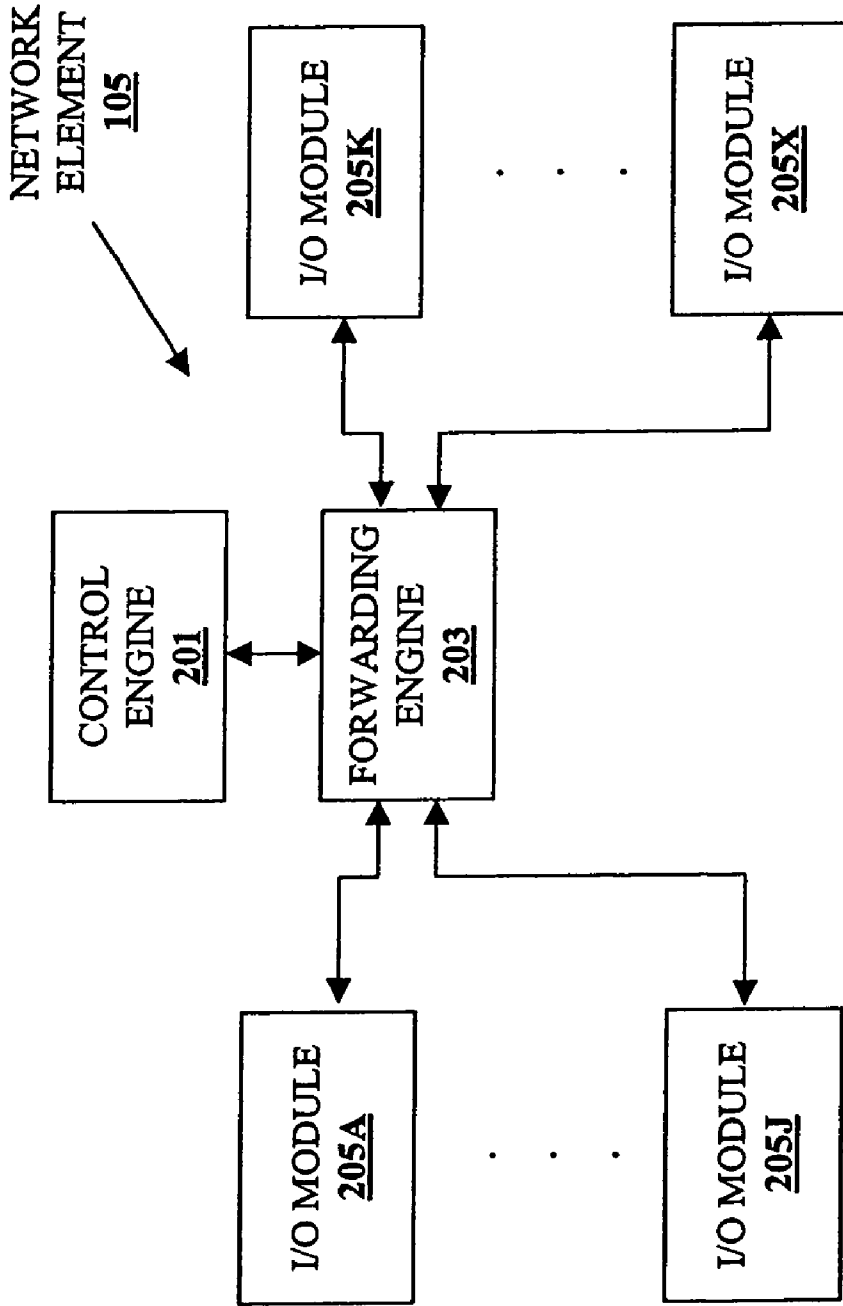 NETWORK
ELEMENT
105
CONTROL
ENGINE
201
FORWARDING
ENGINE
203
I/O MODULE
205A
I/O MODULE
205K
. . .
. . .
I/O MODULE
205J
I/O MODULE
205X